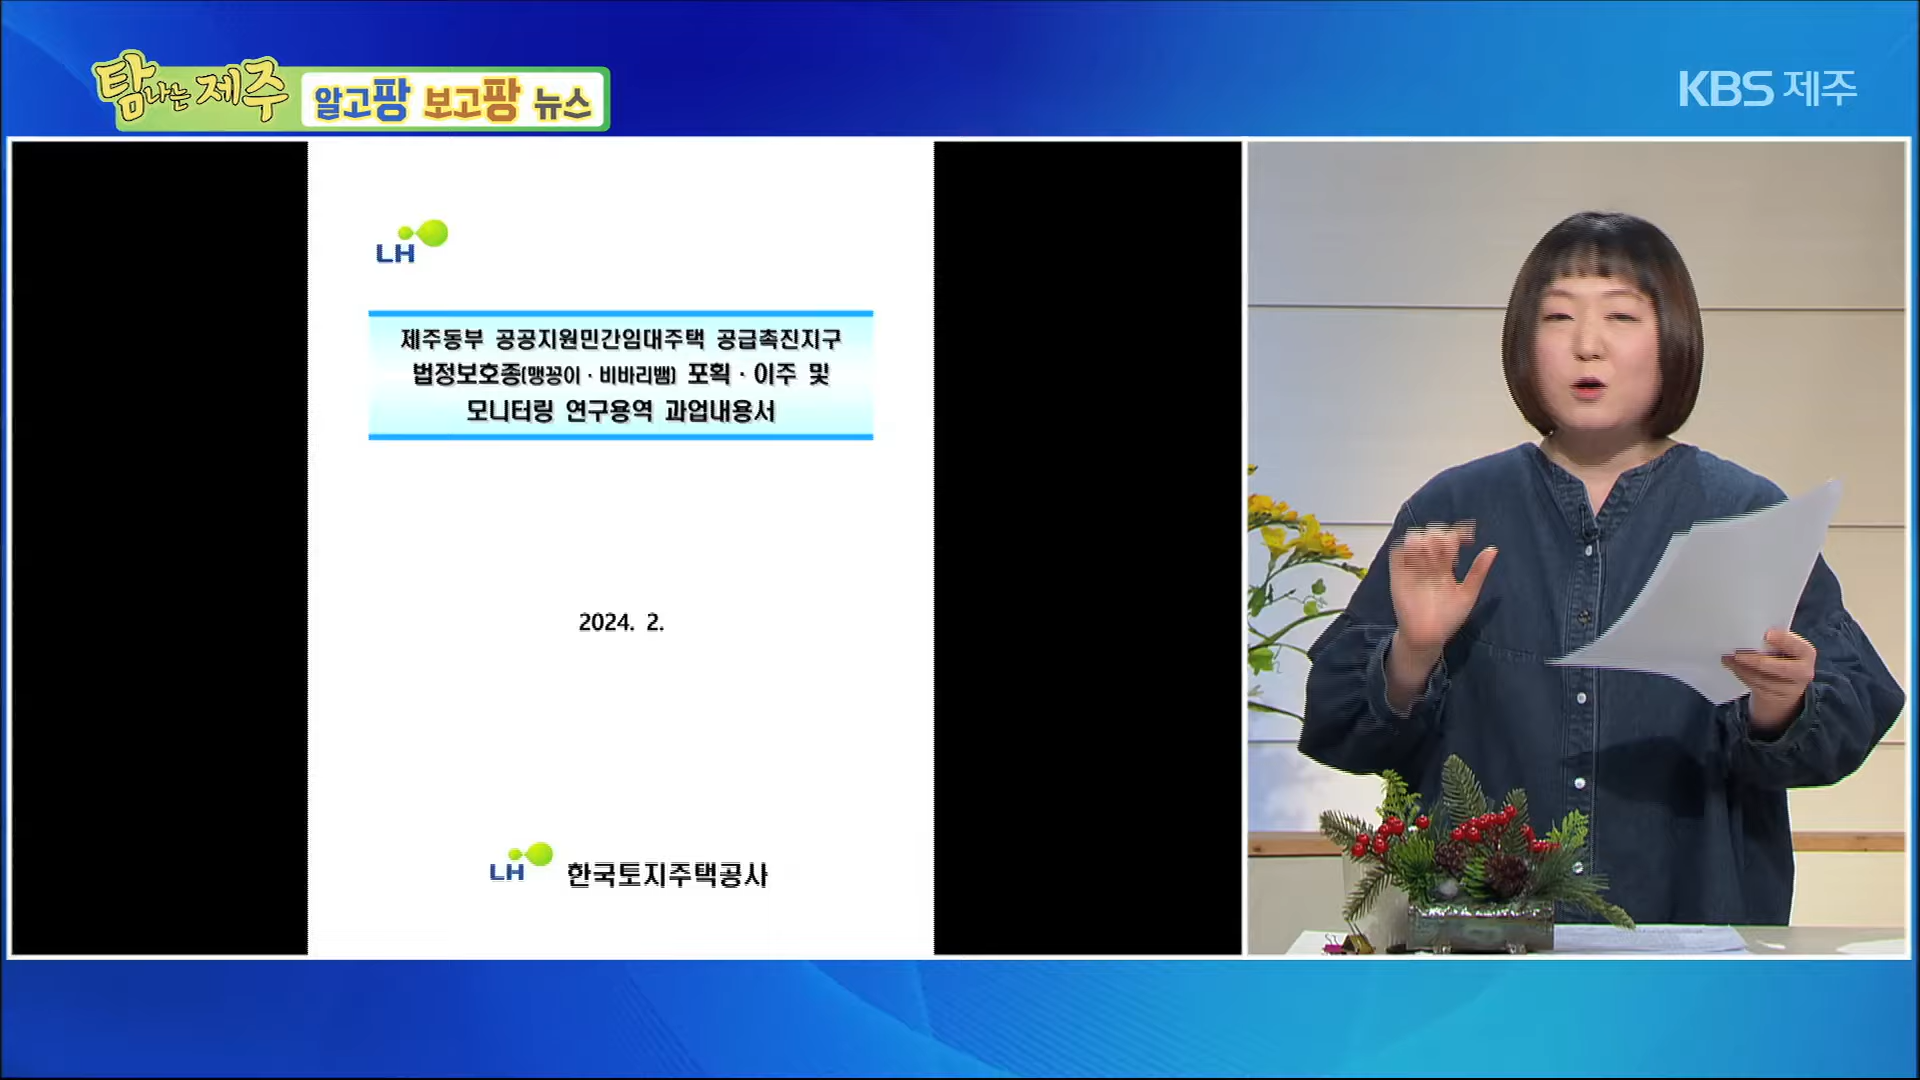 탐나는 제주 알고팡 보고팡 뉴스
KBS 제주
LH
제주동부 공공지원민간임대주택 공급촉진지구
법정보호종(맹꽁이 · 비바리뱀) 포획 · 이주 및
모니터링 연구용역 과업내용서
2024. 2.
LH 한국토지주택공사